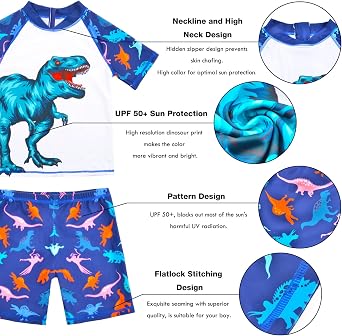 Neckline and High
Neck Design
Hidden sipper design prevents
skin chafing.
High collar for optimal sun protection.
UPF 50+ Sun Protection
High resolution dinosaur print
makes the color
more vibrant and bright.
Pattern Design
UPF 50+, blocks out most of the sun's
harmful UV radiation.
Flatlock Stitching
Design
Exquisite seaming with superior
quality, is suitable for your boy.